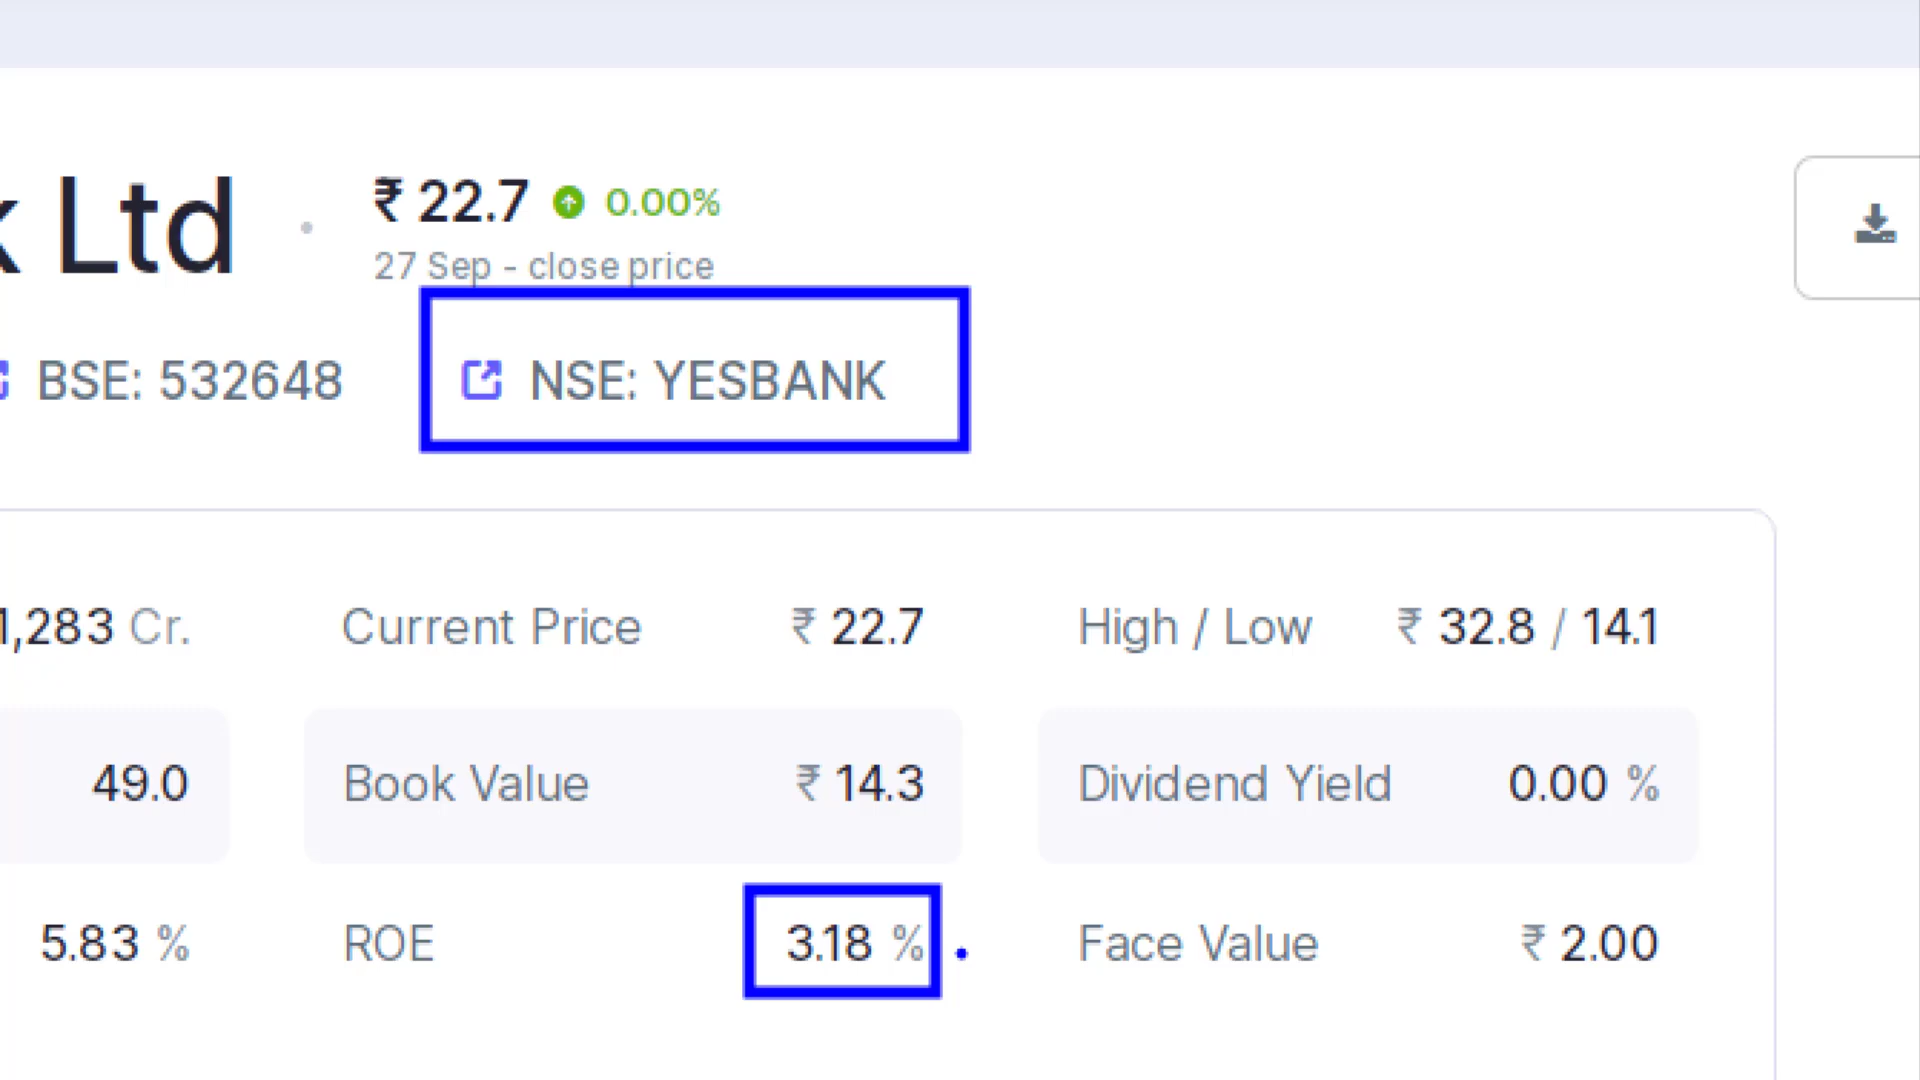 k Ltd
₹ 22.7 0.00%
27 Sep - close price
BSE: 532648 NSE: YESBANK
1,283 Cr. Current Price ₹ 22.7 High / Low ₹ 32.8 / 14.1
49.0 Book Value ₹ 14.3 Dividend Yield 0.00 %
5.83 % ROE 3.18 % Face Value ₹ 2.00